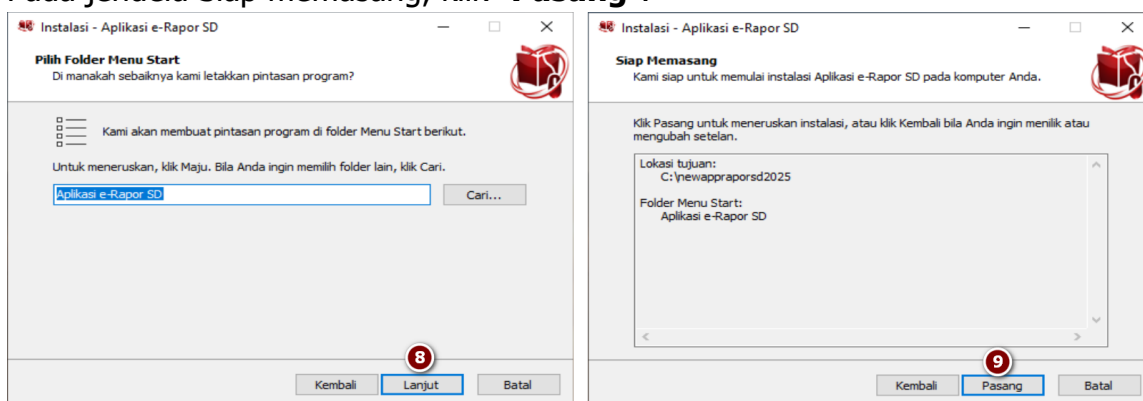 Pada jendela Siap Memasang, klik "Pasang".
Instalasi - Aplikasi e-Rapor SD
Pilih Folder Menu Start
Di manakah sebaiknya kami letakkan pintasan program?
Kami akan membuat pintasan program di folder Menu Start berikut.
Untuk meneruskan, klik Maju. Bila Anda ingin memilih folder lain, klik Cari.
Aplikasi e-Rapor SD
Cari...
8
Kembali
Lanjut
Batal
Instalasi - Aplikasi e-Rapor SD
Siap Memasang
Kami siap untuk memulai instalasi Aplikasi e-Rapor SD pada komputer Anda.
Klik Pasang untuk meneruskan instalasi, atau klik Kembali bila Anda ingin menilik atau
mengubah setelan.
Lokasi tujuan:
C:\newappraporsd2025
Folder Menu Start:
Aplikasi e-Rapor SD
9
Kembali
Pasang
Batal